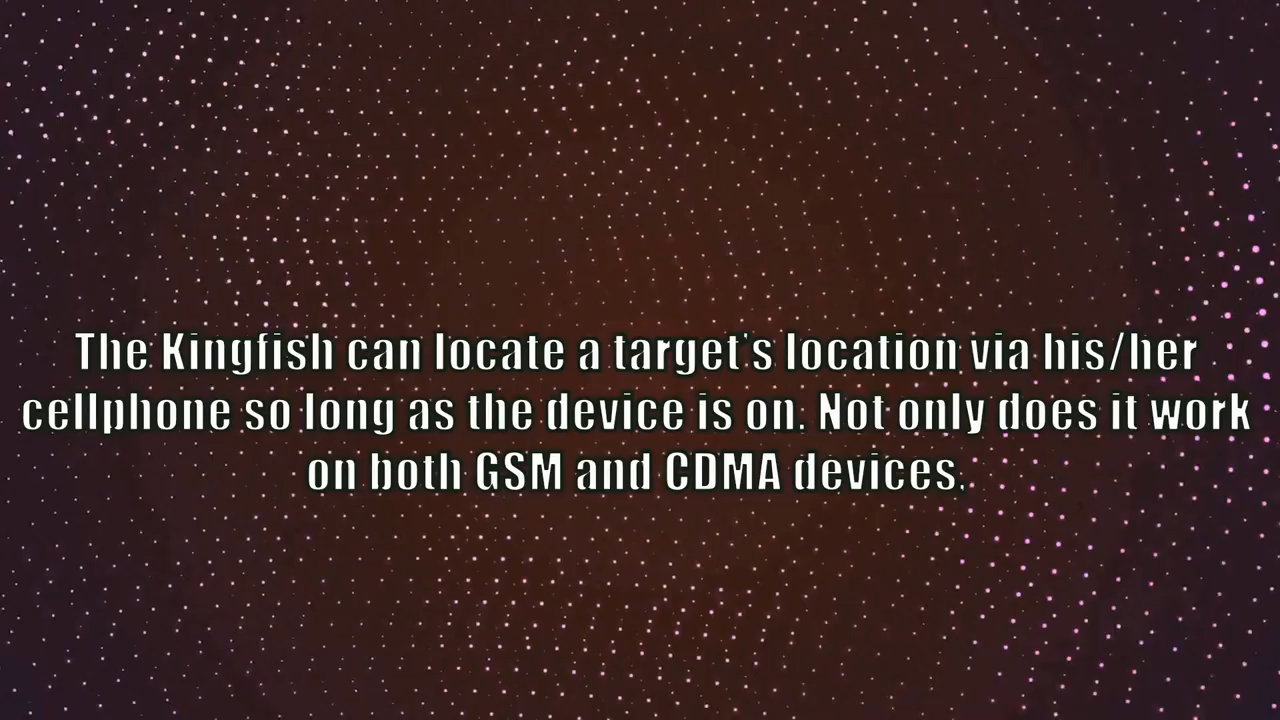 The Kingfish can locate a target's location via his/her
cellphone so long as the device is on. Not only does it work
on both GSM and CDMA devices.